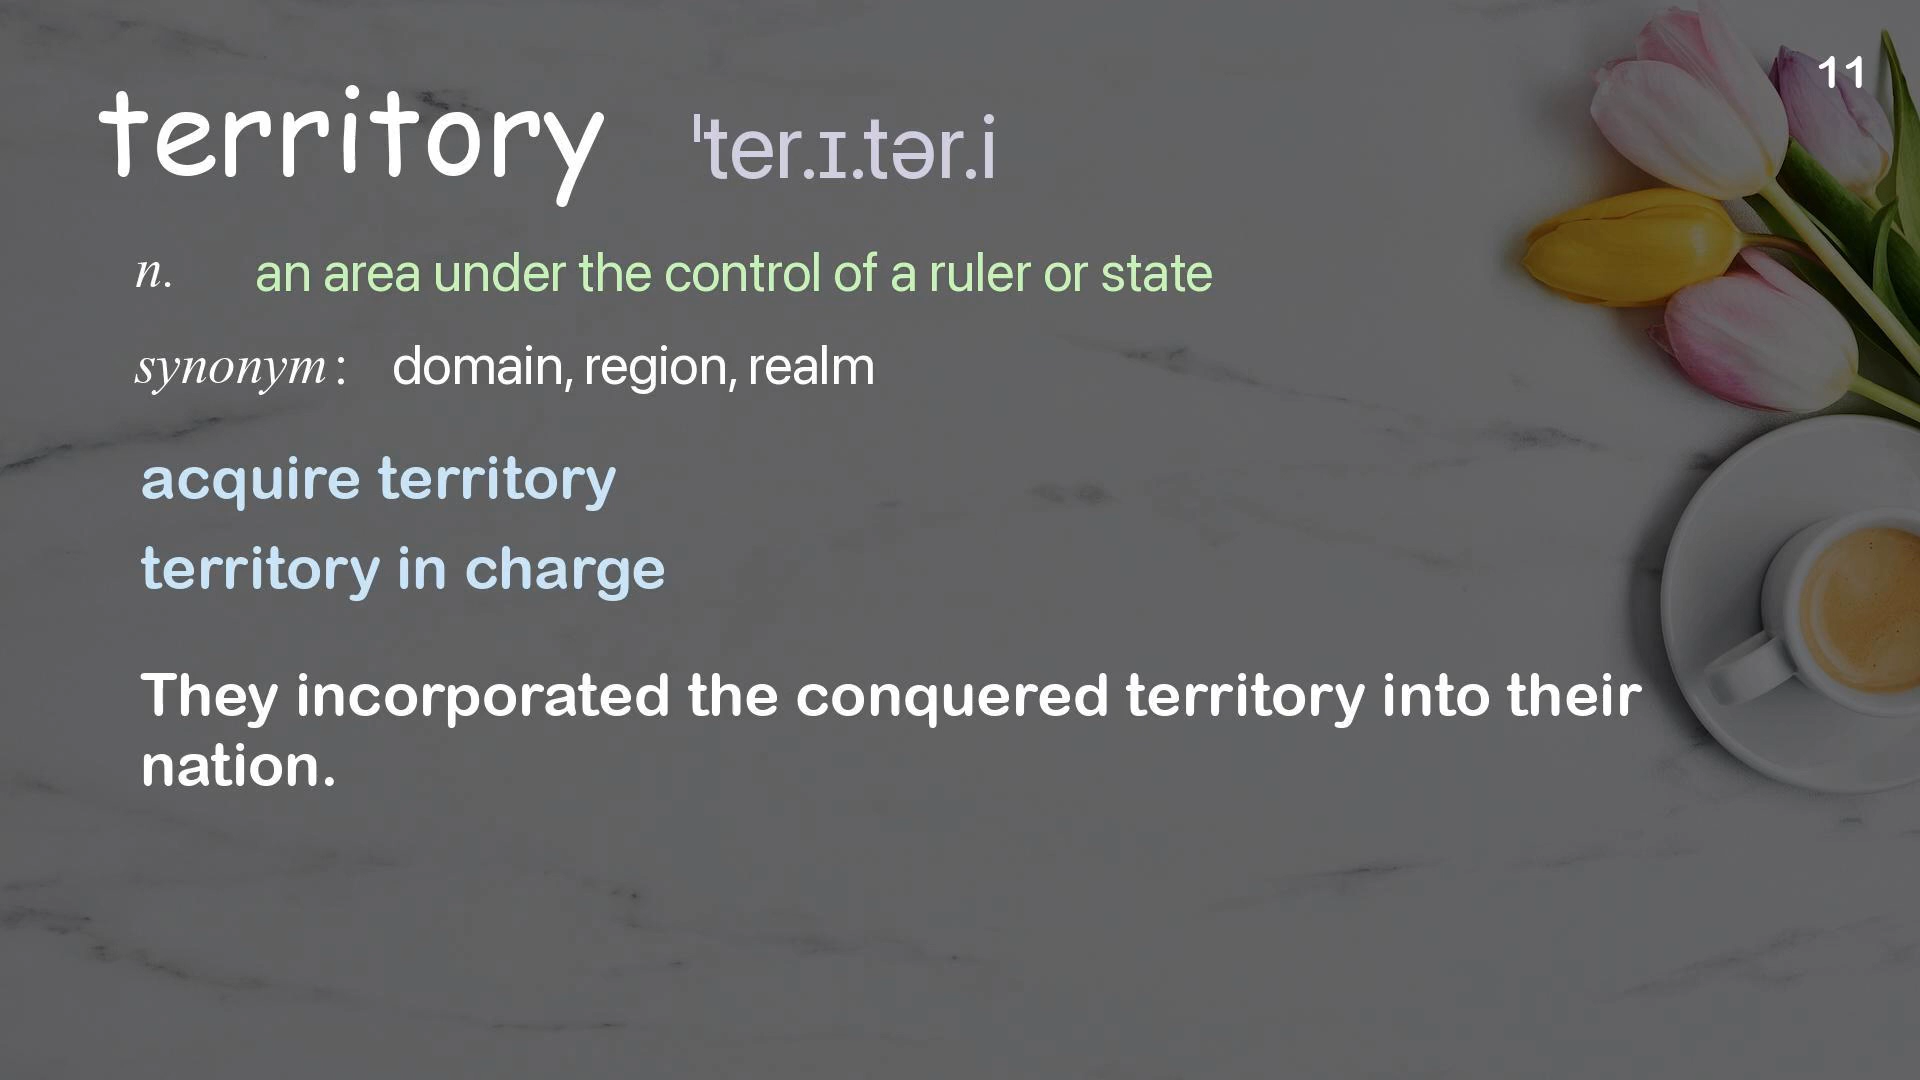 11
territory ˈter.ɪ.tər.i
n. an area under the control of a ruler or state
synonym: domain, region, realm
acquire territory
territory in charge
They incorporated the conquered territory into their
nation.